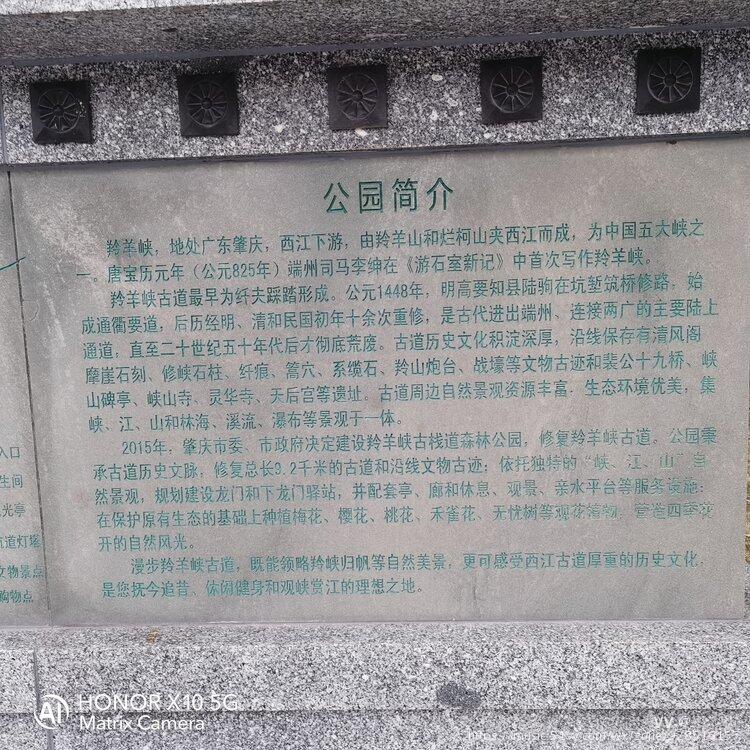 公园简介
羚羊峡，地处广东肇庆，西江下游，由羚羊山和烂柯山夹西江而成，为中国五大峡之
一。唐宝历元年（公元825年）端州司马李绅在《游石室新记》中首次写作羚羊峡。
羚羊峡古道最早为纤夫踩踏形成。公元1448年，明高要知县陆驹在坑堑筑桥修路，始
成通衢要道，后历经明、清和民国初年十余次重修，是古代进出端州、连接两广的主要陆上
通道，直至二十世纪五十年代后才彻底荒废。古道历史文化积淀深厚，沿线保存有清风阁
摩崖石刻、修峡石柱、纤痕、篙穴、系缆石、羚山炮台、战壕等文物古迹和裴公十九桥、峡
山碑亭、峡山寺、灵华寺、天后宫等遗址。古道周边自然景观资源丰富，生态环境优美，集
峡、江、山和林海、溪流、瀑布等景观于一体。
2015年，肇庆市委、市政府决定建设羚羊峡古栈道森林公园，修复羚羊峡古道。公园秉
承古道历史文脉，修复总长9.2千米的古道和沿线文物古迹；依托独特的“峡、江、山”自
然景观，规划建设龙门和下龙门驿站，并配套亭、廊和休息、观景、亲水平台等服务设施；
在保护原有生态的基础上种植梅花、樱花、桃花、禾雀花、无忧树等观花植物，营造四季花
开的自然风光。
漫步羚羊峡古道，既能领略羚峡归帆等自然美景，更可感受西江古道厚重的历史文化，
是您抚今追昔、休闲健身和观峡赏江的理想之地。
入口
生间
光亭
道灯塔
文物景点
购物点
HONOR X10 5G
Matrix Camera